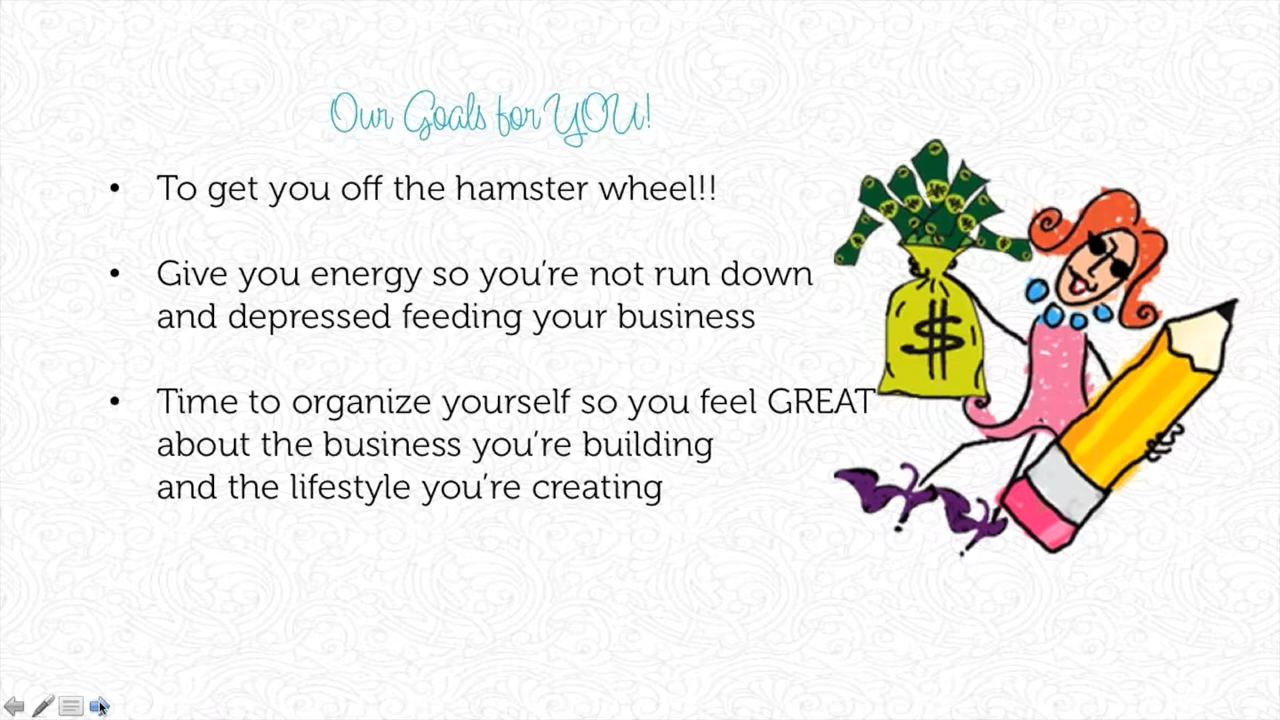 Our Goals for YOU!
• To get you off the hamster wheel!!
• Give you energy so you're not run down
and depressed feeding your business
• Time to organize yourself so you feel GREAT
about the business you're building
and the lifestyle you're creating
$